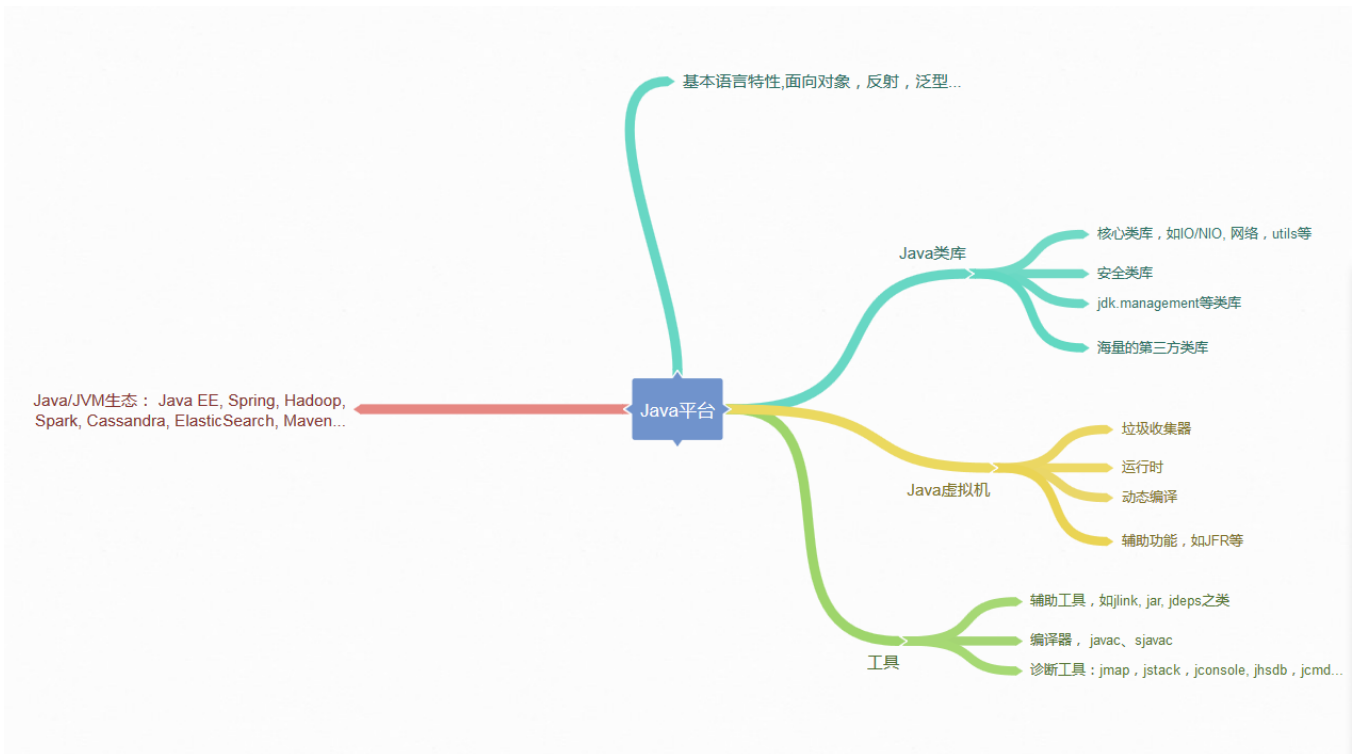 基本语言特性,面向对象，反射，泛型...
Java类库
核心类库，如IO/NIO, 网络，utils等
安全类库
jdk.management等类库
海量的第三方类库
Java/JVM生态： Java EE, Spring, Hadoop,
Spark, Cassandra, ElasticSearch, Maven...
Java平台
Java虚拟机
垃圾收集器
运行时
动态编译
辅助功能，如JFR等
工具
辅助工具，如jlink, jar, jdeps之类
编译器， javac、sjavac
诊断工具：jmap，jstack，jconsole, jhsdb，jcmd...